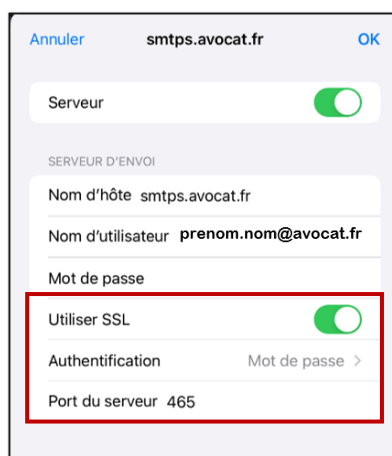 Annuler smtps.avocat.fr OK
Serveur
SERVEUR D'ENVOI
Nom d'hôte smtps.avocat.fr
Nom d'utilisateur prenom.nom@avocat.fr
Mot de passe
Utiliser SSL
Authentification Mot de passe >
Port du serveur 465